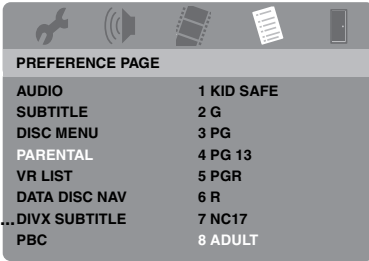 PREFERENCE PAGE
AUDIO 1 KID SAFE
SUBTITLE 2 G
DISC MENU 3 PG
PARENTAL 4 PG 13
VR LIST 5 PGR
DATA DISC NAV 6 R
...DIVX SUBTITLE 7 NC17
PBC 8 ADULT